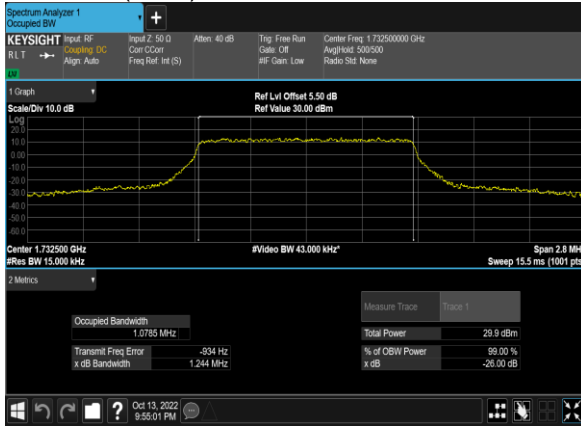 Spectrum Analyzer 1
Occupied BW
+
KEYSIGHT Input: RF Input Z: 50 Ω Atten: 40 dB Trig: Free Run Center Freq: 1.732500000 GHz
RLT Coupling: DC Corr CCorr Gate: Off Avg|Hold: 500/500
Align: Auto Freq Ref: Int (S) #IF Gain: Low Radio Std: None
1 Graph
Ref Lvl Offset 5.50 dB
Scale/Div 10.0 dB Ref Value 30.00 dBm
Log
20.0
10.0
0.00
-10.0
-20.0
-30.0
-40.0
-50.0
-60.0
Center 1.732500 GHz #Video BW 43.000 kHz* Span 2.8 MH
#Res BW 15.000 kHz Sweep 15.5 ms (1001 pts
2 Metrics
Measure Trace Trace 1
Occupied Bandwidth
1.0785 MHz Total Power 29.9 dBm
Transmit Freq Error -934 Hz % of OBW Power 99.00 %
x dB Bandwidth 1.244 MHz x dB -26.00 dB
? Oct 13, 2022
9:55:01 PM